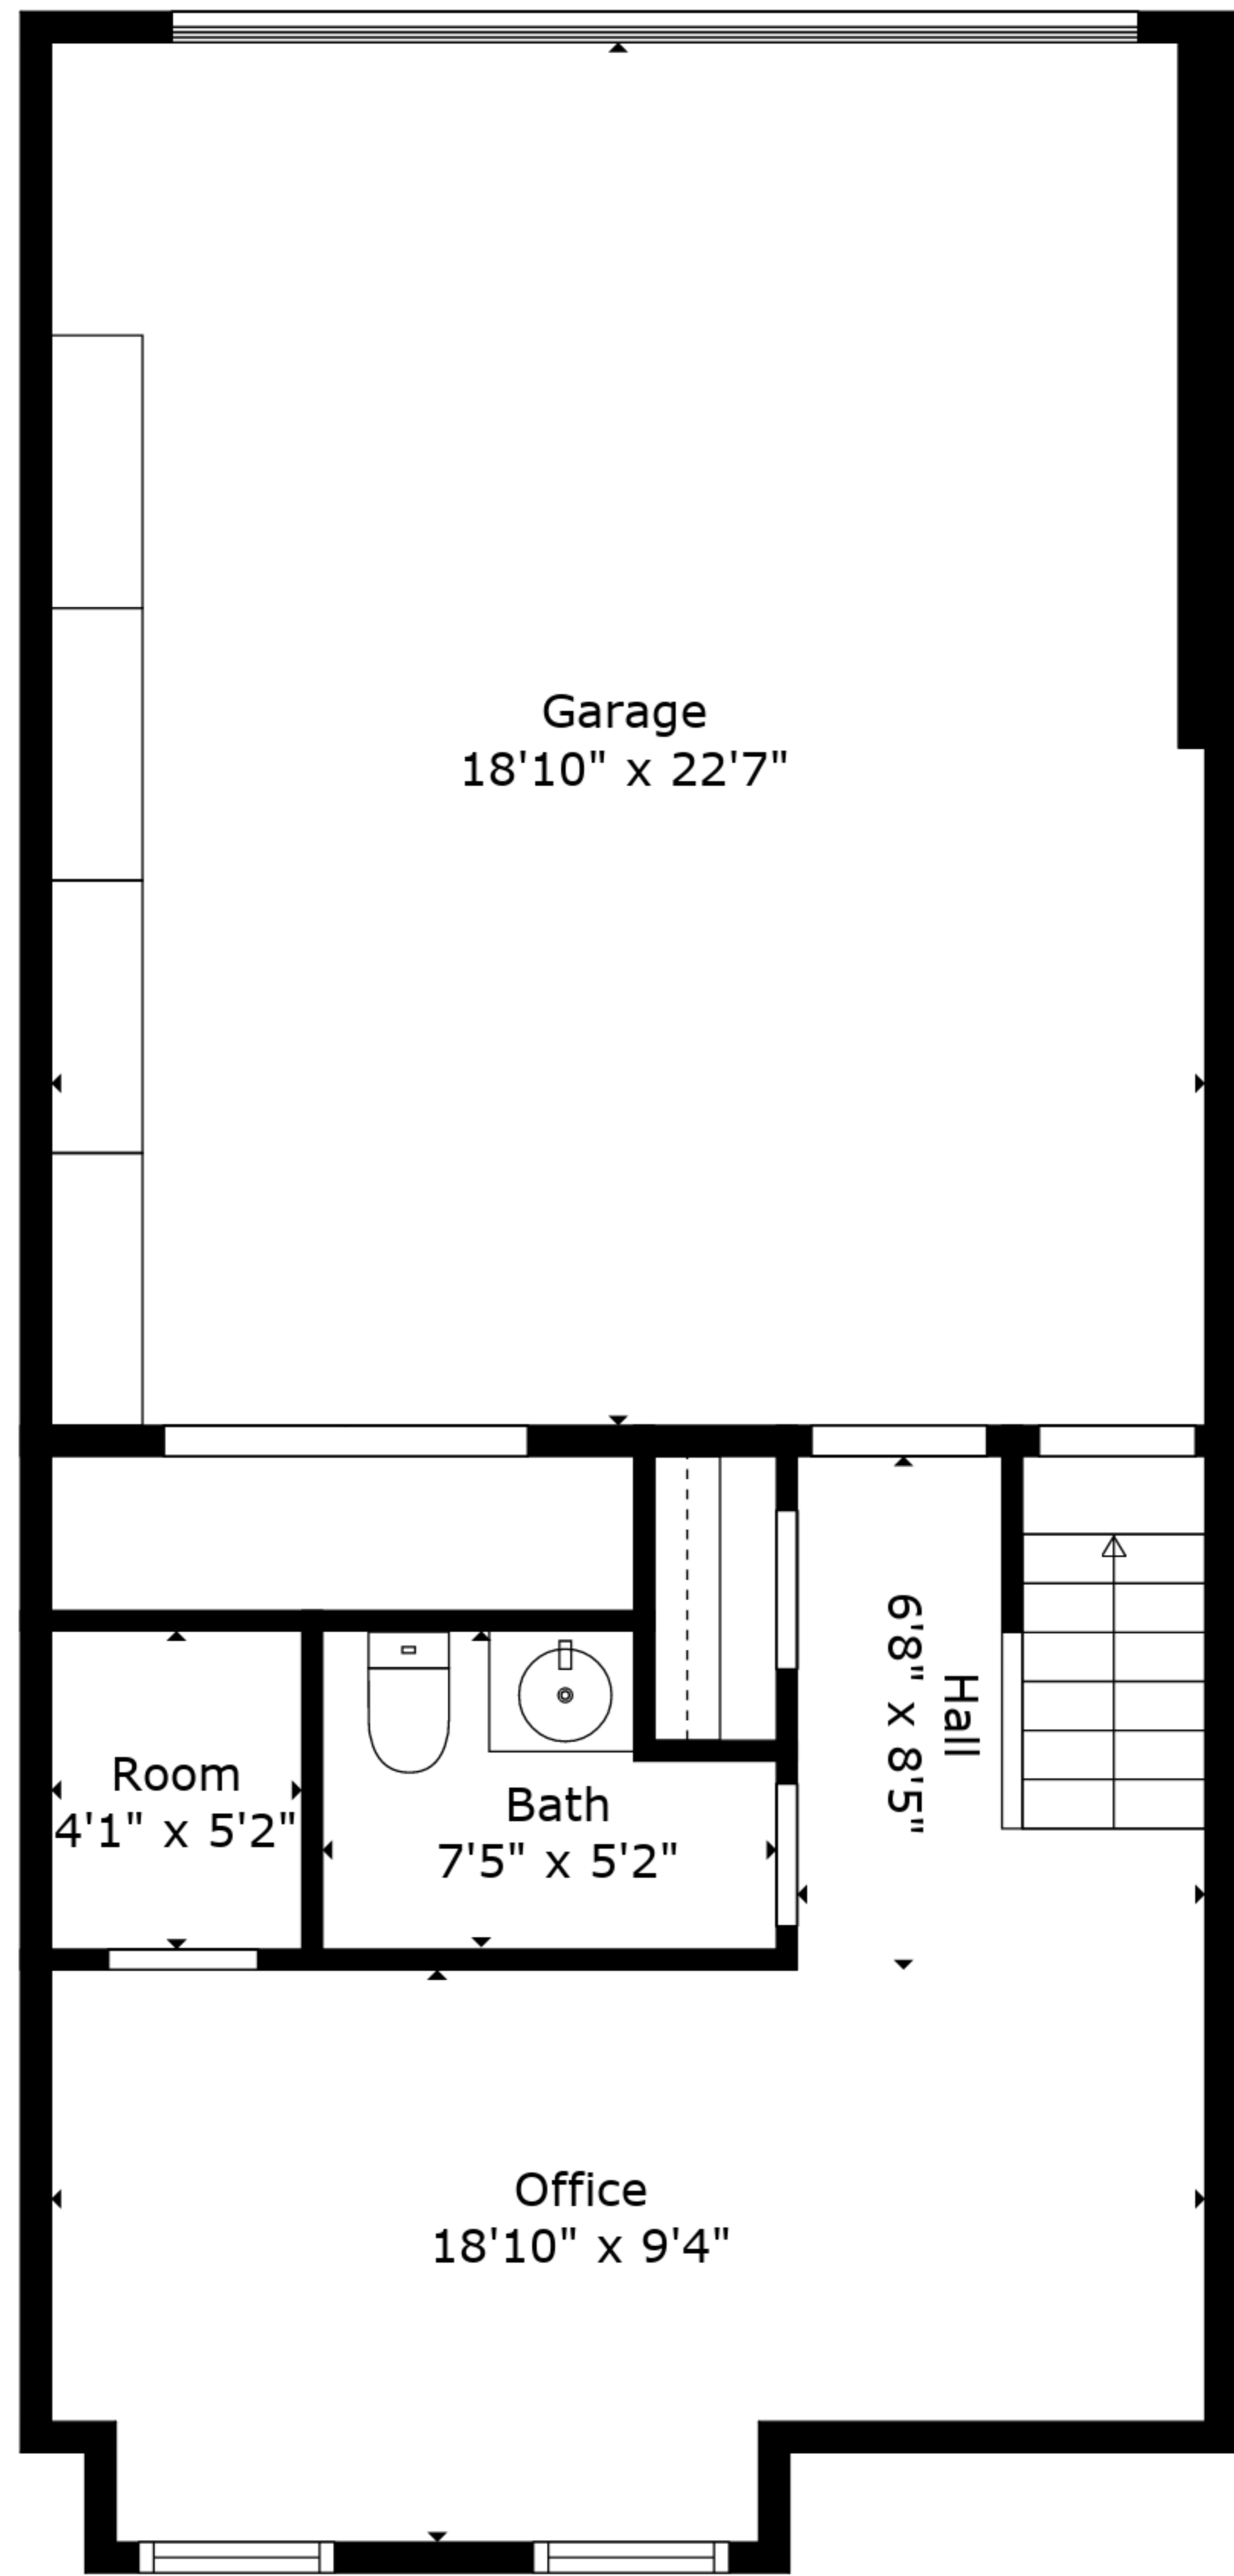 Garage
18'10" x 22'7"
Hall
6'8" x 8'5"
Room
4'1" x 5'2"
Bath
7'5" x 5'2"
Office
18'10" x 9'4"